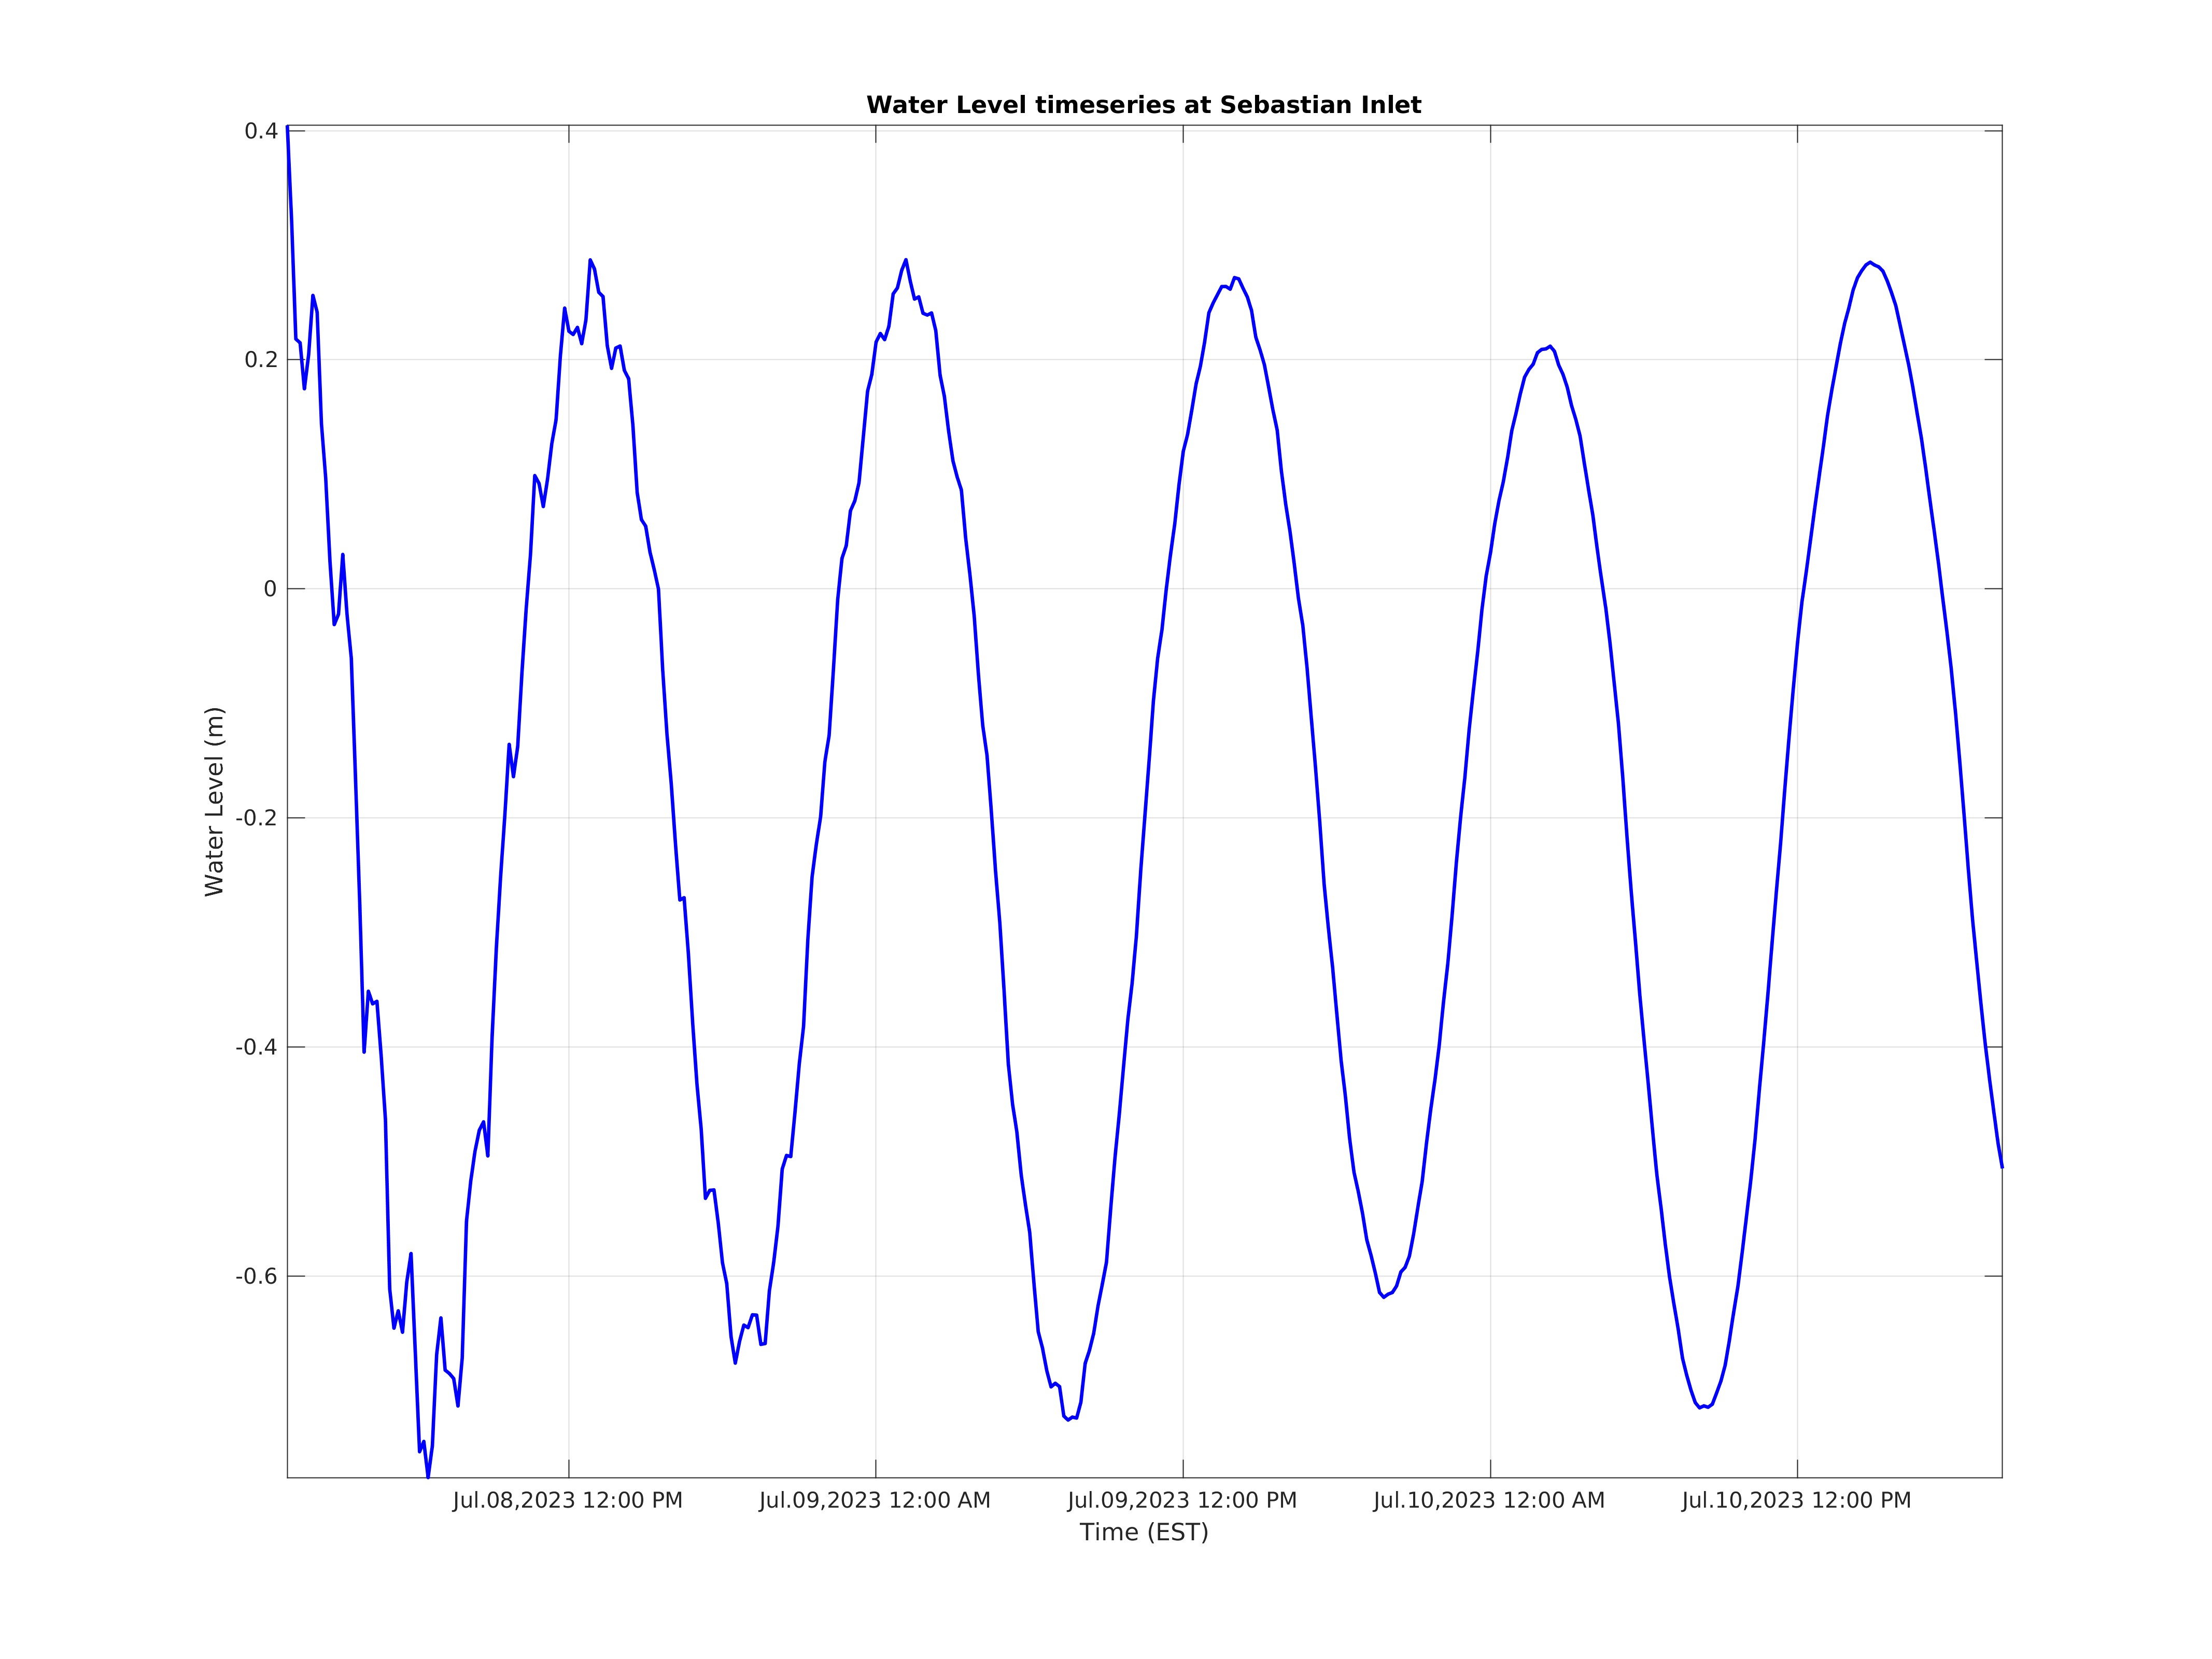 Water Level timeseries at Sebastian Inlet
0.4
0.2
0
-0.2
-0.4
-0.6
Water Level (m)
Jul.08,2023 12:00 PM
Jul.09,2023 12:00 AM
Jul.09,2023 12:00 PM
Jul.10,2023 12:00 AM
Jul.10,2023 12:00 PM
Time (EST)